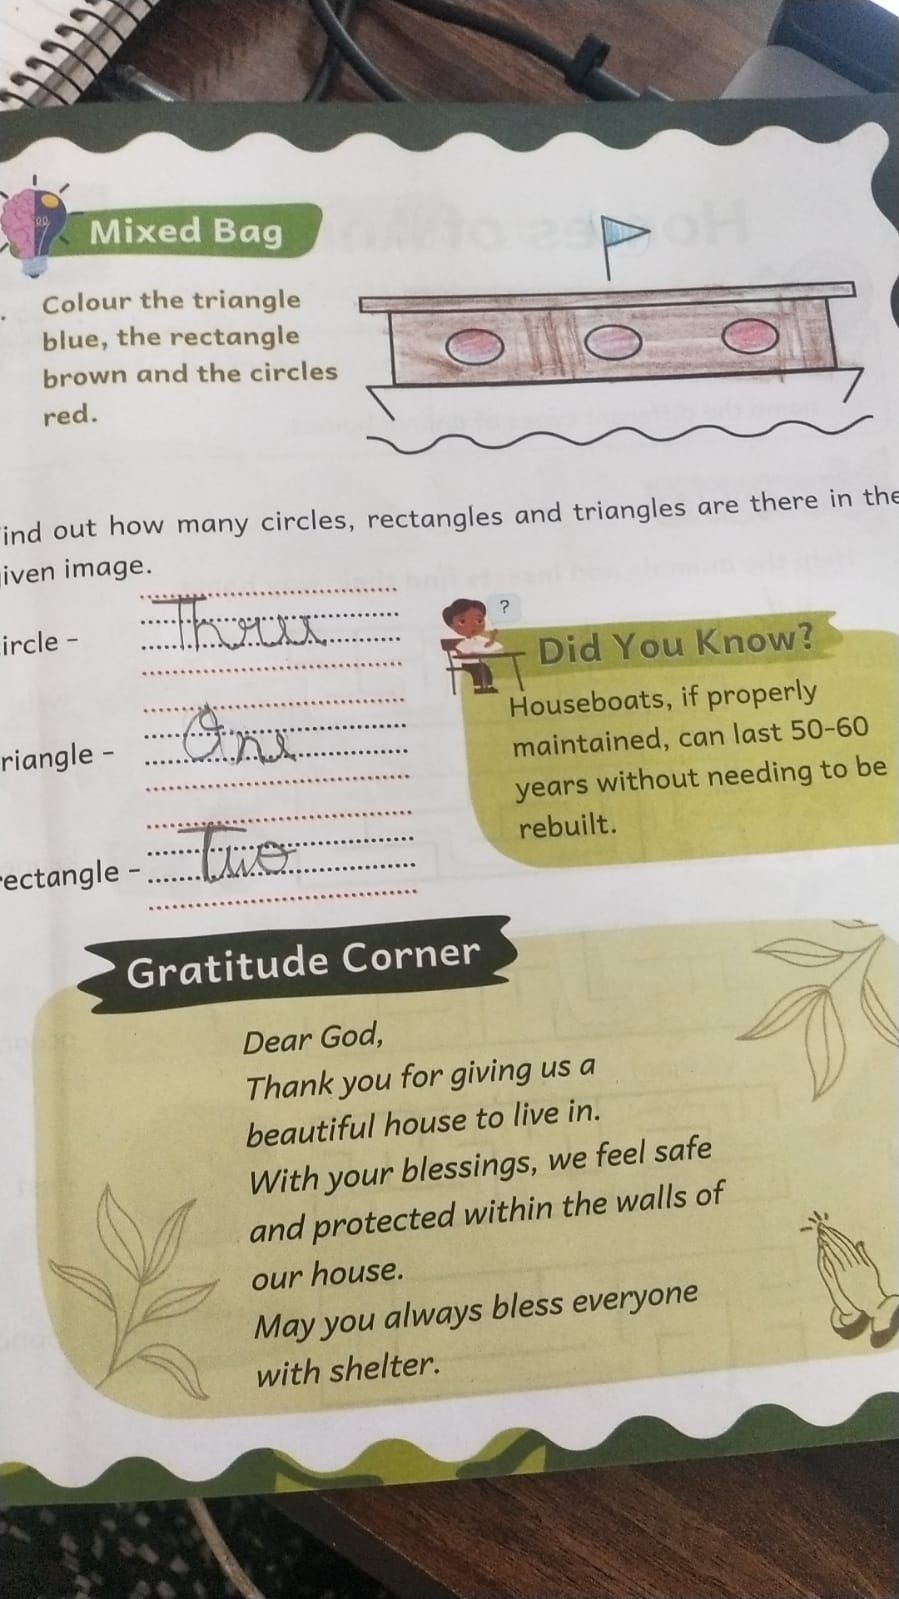 Mixed Bag
Colour the triangle
blue, the rectangle
brown and the circles
red.
ind out how many circles, rectangles and triangles are there in the
iven image.
ircle - Three
riangle - One
rectangle - Two
?
Did You Know?
Houseboats, if properly
maintained, can last 50-60
years without needing to be
rebuilt.
Gratitude Corner
Dear God,
Thank you for giving us a
beautiful house to live in.
With your blessings, we feel safe
and protected within the walls of
our house.
May you always bless everyone
with shelter.